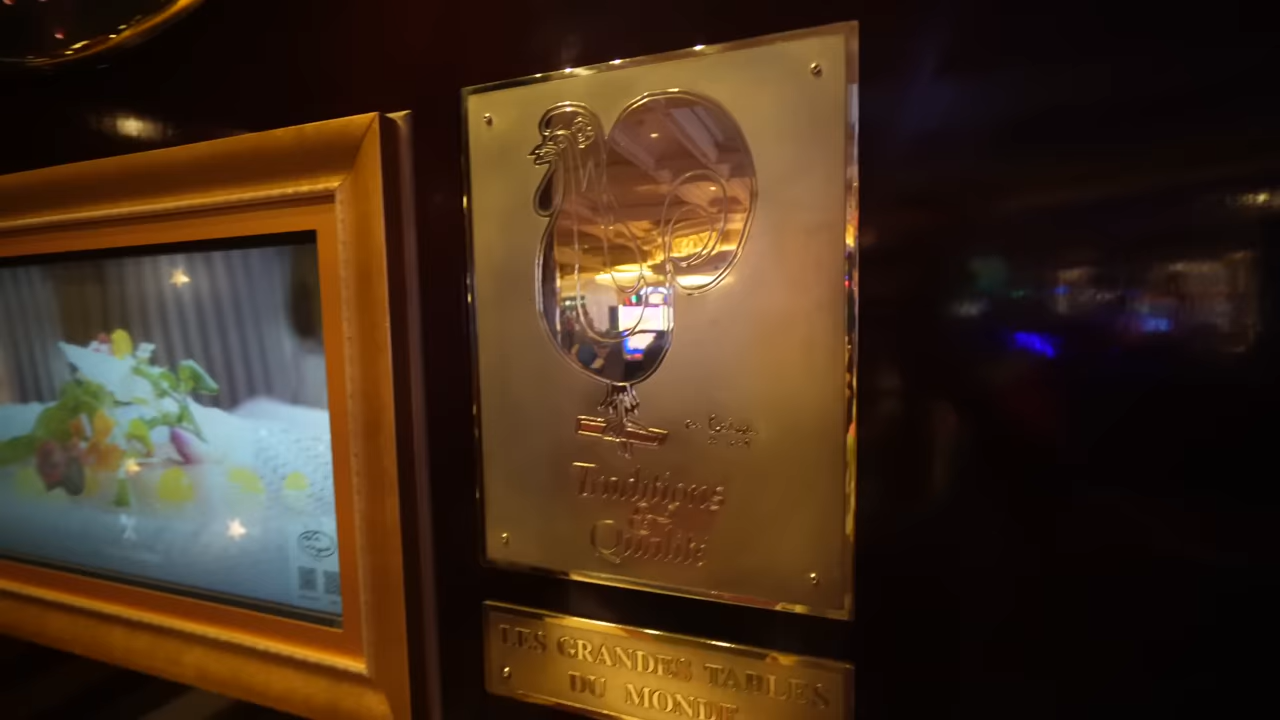 Traditions
&
Qualité
LES GRANDES TABLES
DU MONDE